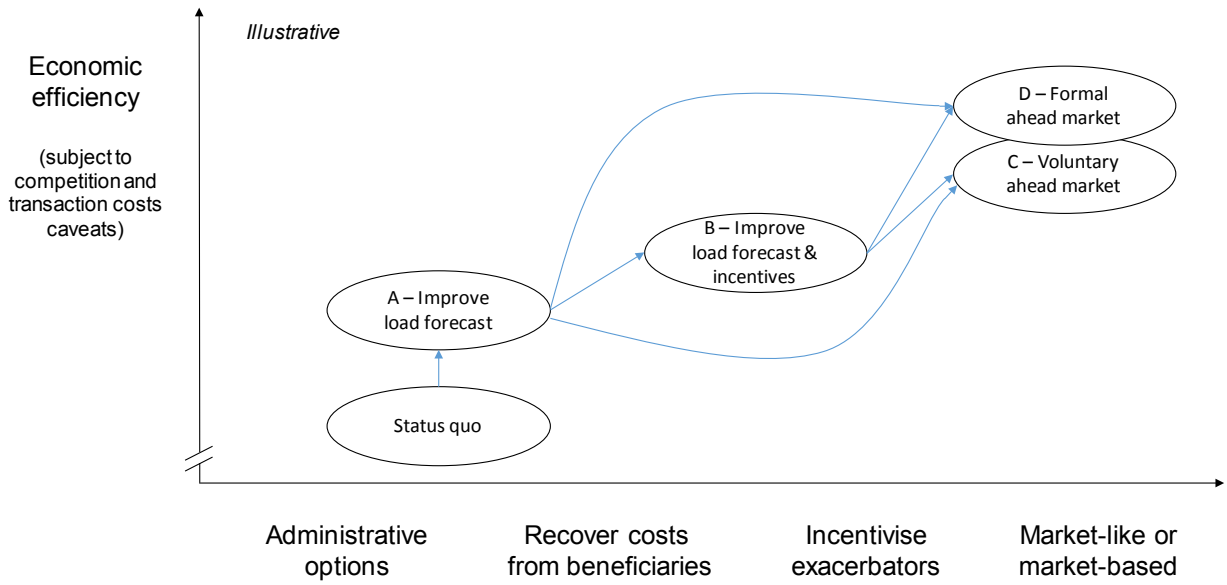 Illustrative
Economic
efficiency
(subject to
competition and
transaction costs
caveats)
D – Formal
ahead market
C – Voluntary
ahead market
B – Improve
load forecast &
incentives
A – Improve
load forecast
Status quo
Administrative
options
Recover costs
from beneficiaries
Incentivise
exacerbators
Market-like or
market-based